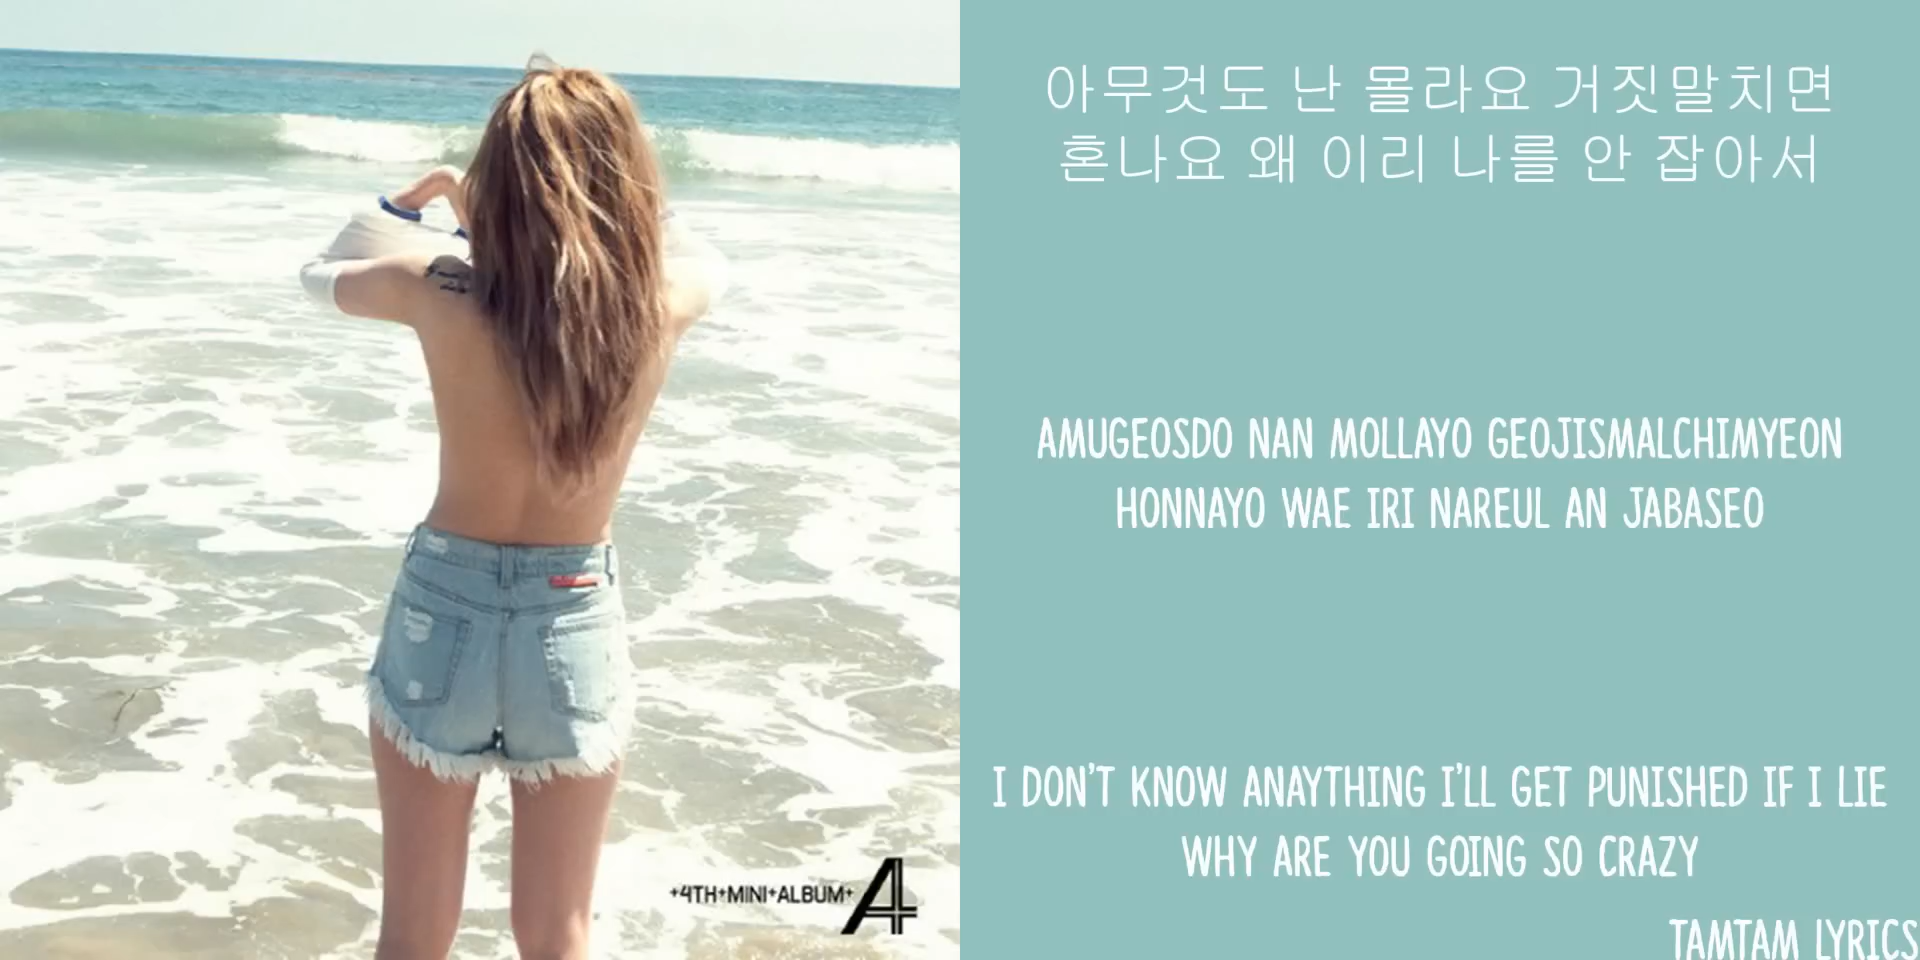 아무것도 난 몰라요 거짓말치면
혼나요 왜 이리 나를 안 잡아서
AMUGEOSDO NAN MOLLAYO GEOJISMALCHIMYEON
HONNAYO WAE IRI NAREUL AN JABASEO
I DON'T KNOW ANAYTHING I'LL GET PUNISHED IF I LIE
WHY ARE YOU GOING SO CRAZY
+4TH+MINI+ALBUM+ A
TAMTAM LYRICS